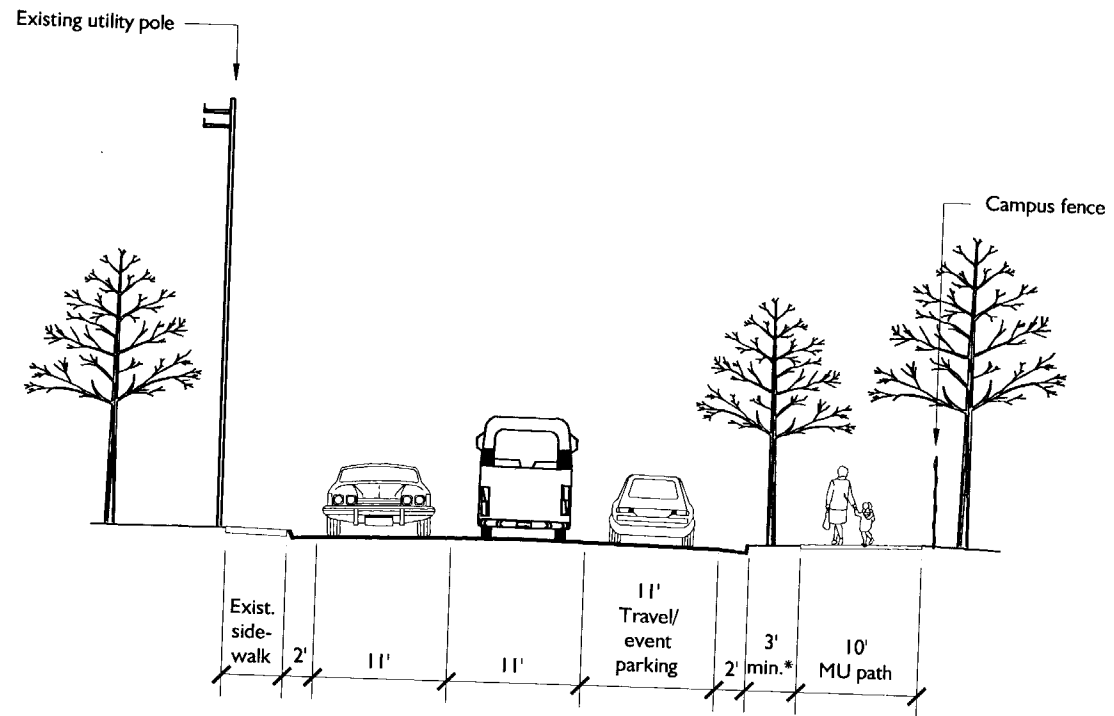 Existing utility pole
Campus fence
Exist.
side-
walk
2'
11'
11'
11'
Travel/
event
parking
2'
3'
min.*
10'
MU path